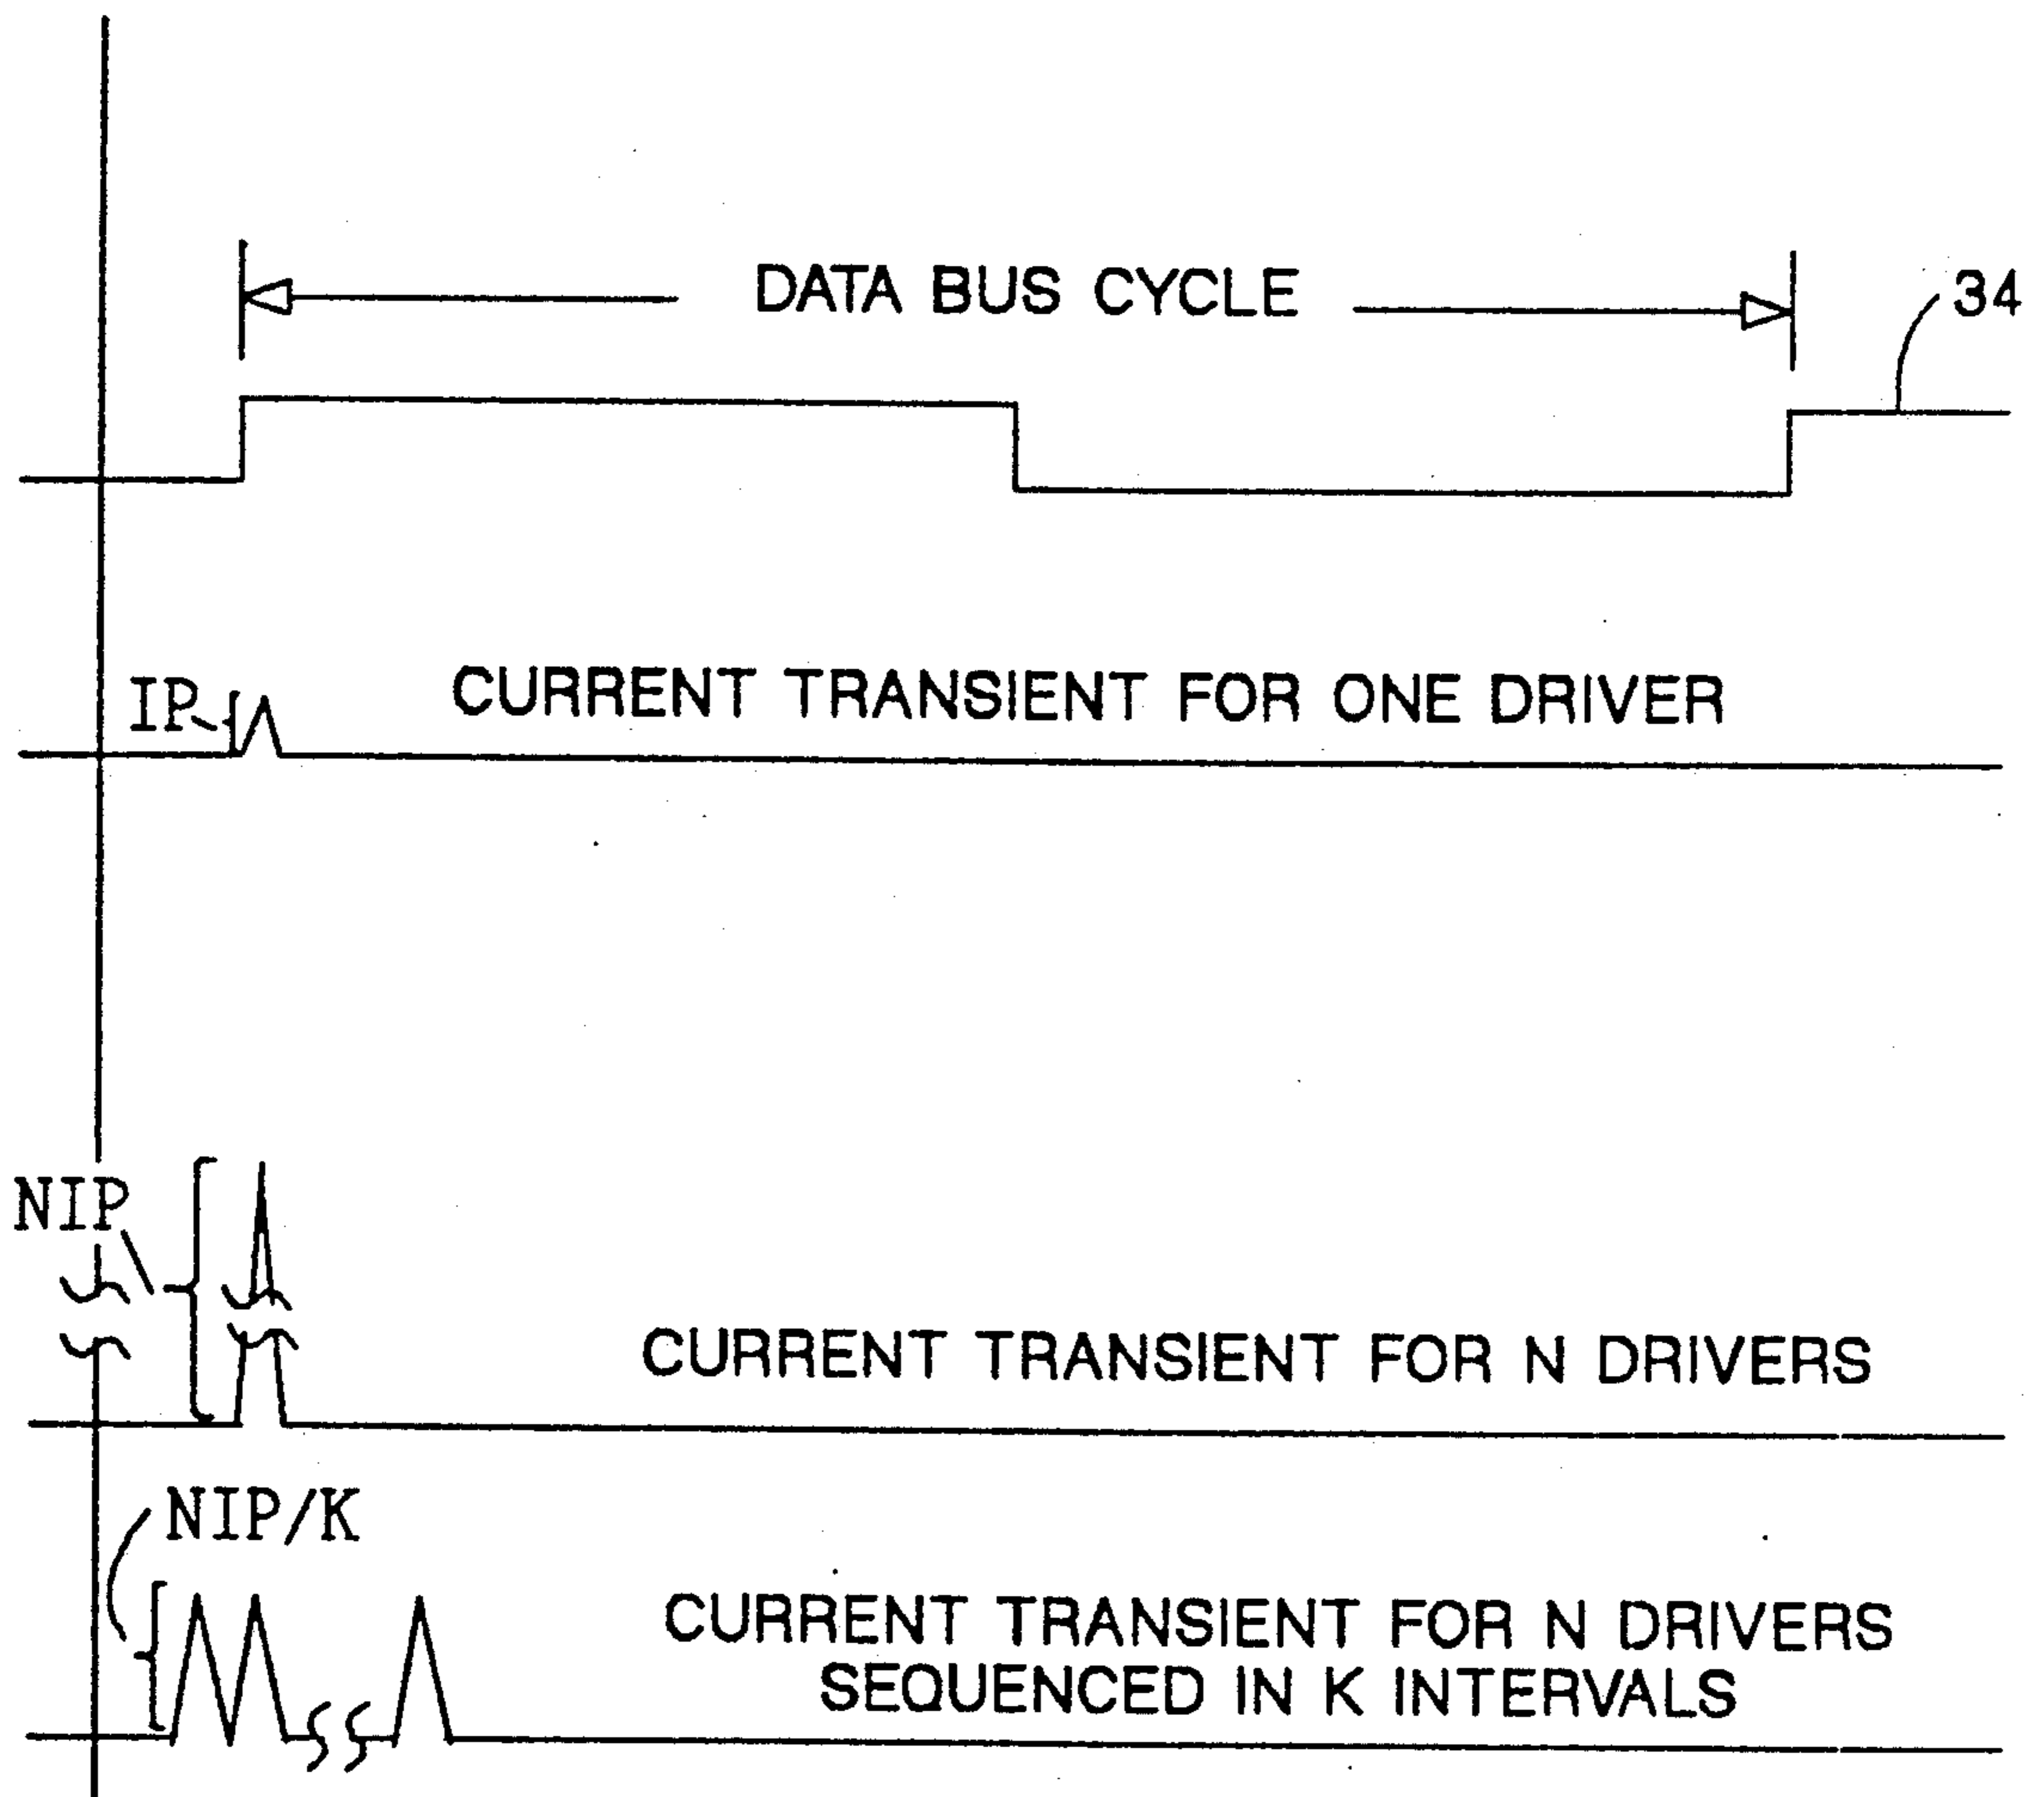 DATA BUS CYCLE
34
IP
CURRENT TRANSIENT FOR ONE DRIVER
NIP
CURRENT TRANSIENT FOR N DRIVERS
NIP/K
CURRENT TRANSIENT FOR N DRIVERS
SEQUENCED IN K INTERVALS